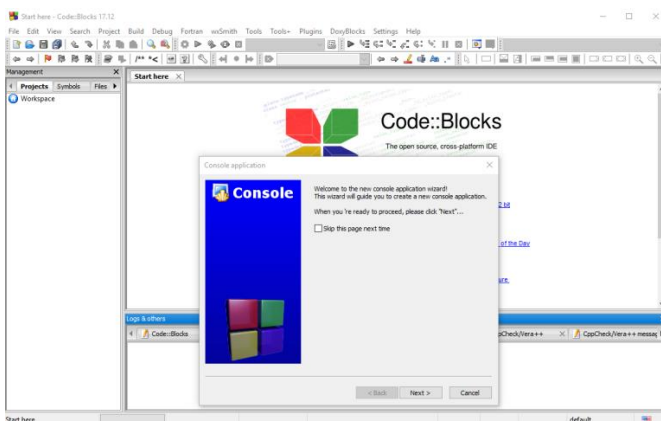 Start here - Code::Blocks 17.12
File Edit View Search Project Build Debug Fortran wxSmith Tools Tools+ Plugins DoxyBlocks Settings Help
Management
Projects Symbols Files
Workspace
Start here
Code::Blocks
The open source, cross-platform IDE
Console application
Console
Welcome to the new console application wizard!
This wizard will guide you to create a new console application.
When you 're ready to proceed, please click "Next"...
Skip this page next time
2 bit
of the Day
Logs & others
Code::Blocks
CppCheck/Vera++ messag
< Back Next > Cancel
Start here
default